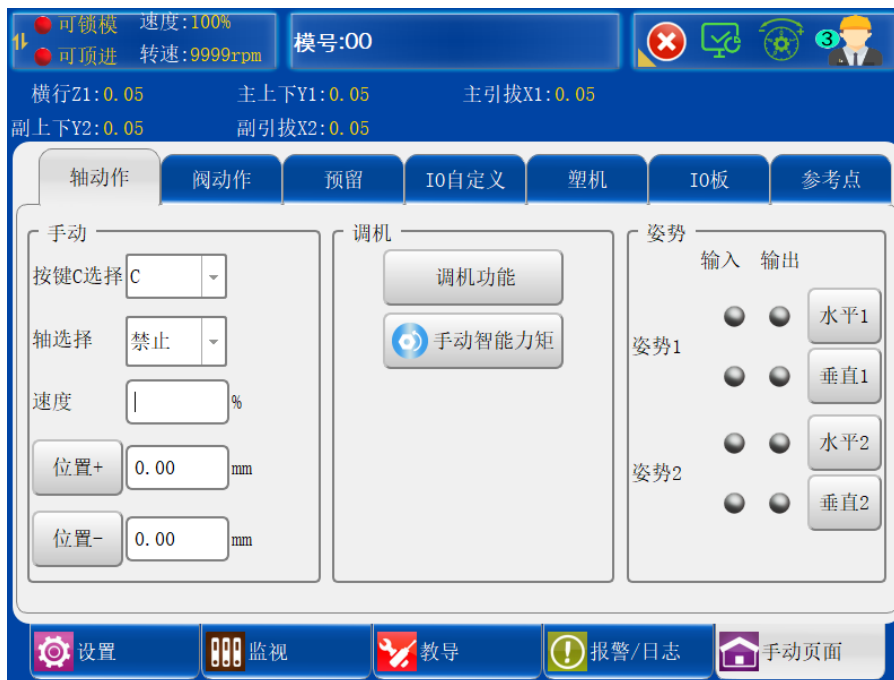 可锁模 速度:100%
可顶进 转速:9999rpm
模号:00
3
横行Z1:0.05 主上下Y1:0.05 主引拔X1:0.05
副上下Y2:0.05 副引拔X2:0.05
轴动作 阀动作 预留 IO自定义 塑机 IO板 参考点
手动 调机 姿势
输入 输出
按键C选择 C 调机功能
水平1
轴选择 禁止 手动智能力矩
姿势1
垂直1
速度 %
水平2
位置+ 0.00 mm
姿势2
垂直2
位置- 0.00 mm
设置 监视 教导 报警/日志 手动页面